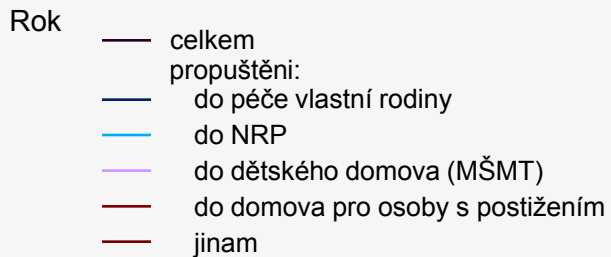 Rok
celkem
propuštěni:
do péče vlastní rodiny
do NRP
do dětského domova (MŠMT)
do domova pro osoby s postižením
jinam